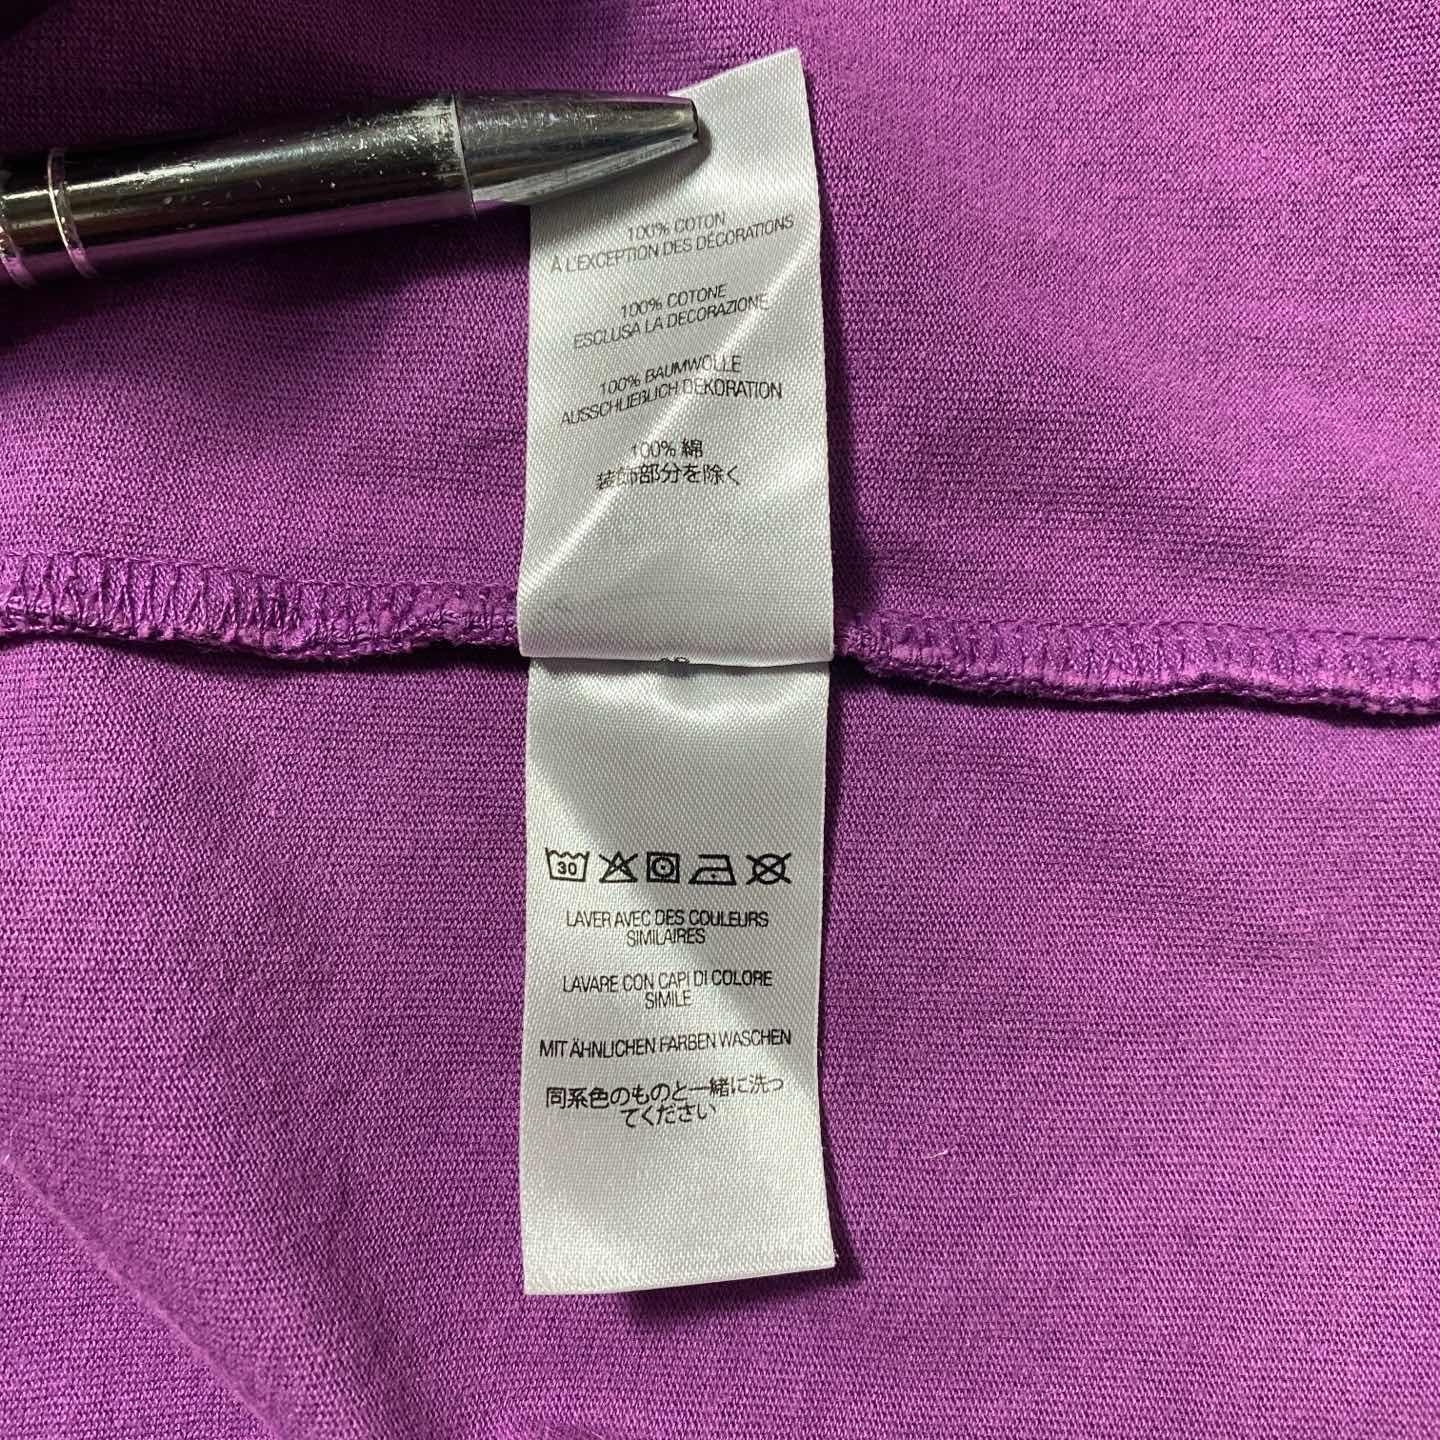 100% COTON
À L'EXCEPTION DES DÉCORATIONS
100% COTONE
ESCLUSA LA DECORAZIONE
100% BAUMWOLLE
AUSSCHLIEBLICH DEKORATION
100% 綿
装飾部分を除く
30
LAVER AVEC DES COULEURS
SIMILAIRES
LAVARE CON CAPI DI COLORE
SIMILE
MIT ÄHNLICHEN FARBEN WASCHEN
同系色のものと一緒に洗っ
てください